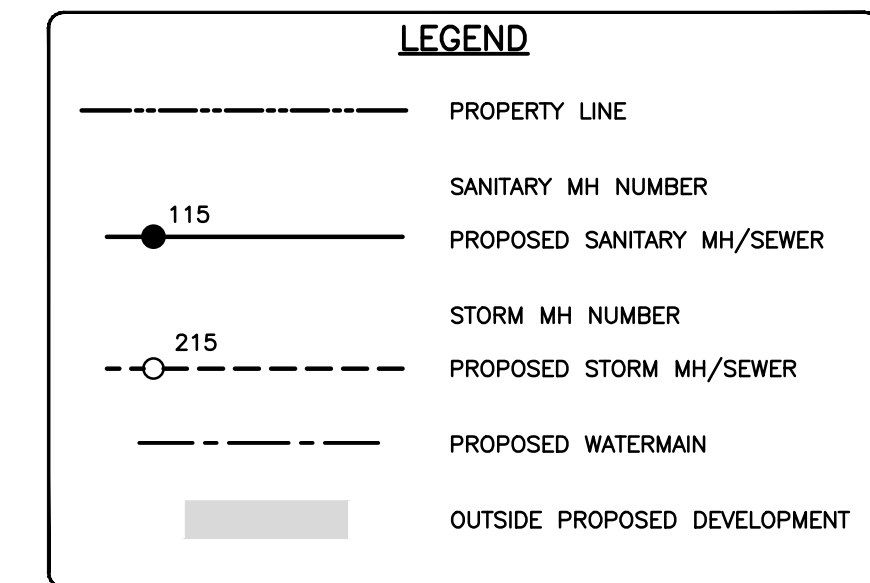 LEGEND
PROPERTY LINE
SANITARY MH NUMBER
115
PROPOSED SANITARY MH/SEWER
STORM MH NUMBER
215
PROPOSED STORM MH/SEWER
PROPOSED WATERMAIN
OUTSIDE PROPOSED DEVELOPMENT